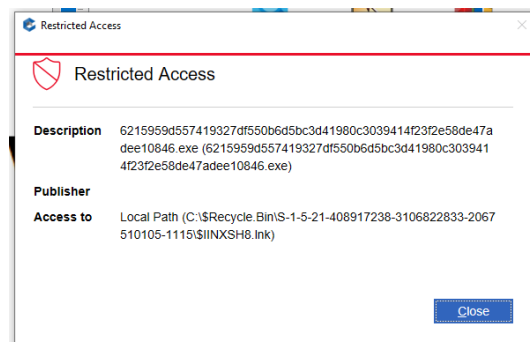 Restricted Access
Restricted Access
Description 6215959d557419327df550b6d5bc3d41980c3039414f23f2e58de47a
dee10846.exe (6215959d557419327df550b6d5bc3d41980c303941
4f23f2e58de47adee10846.exe)
Publisher
Access to Local Path (C:\$Recycle.Bin\S-1-5-21-408917238-3106822833-2067
510105-1115\$IINXSH8.lnk)
Close